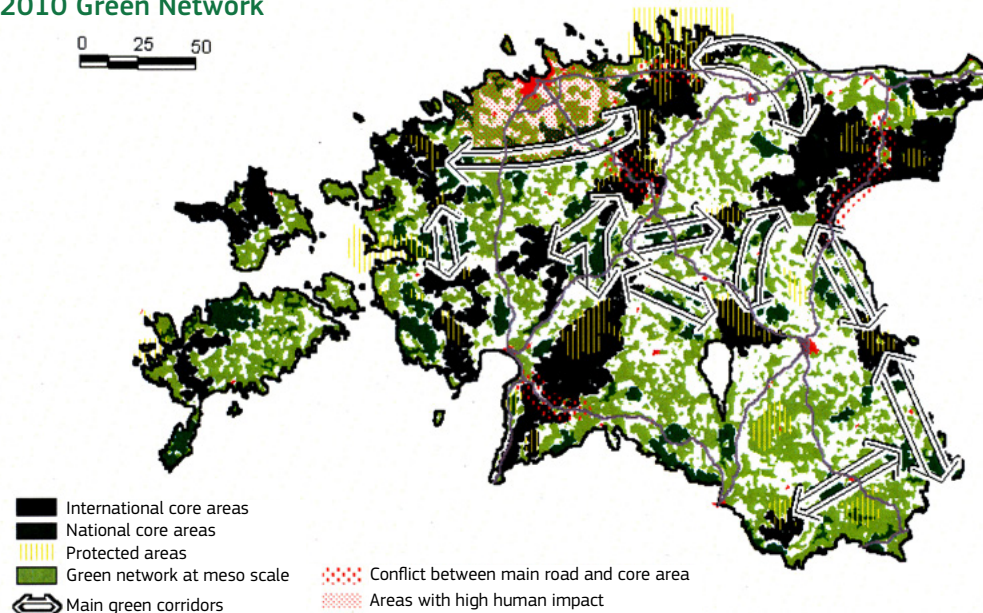 2010 Green Network
0 25 50
International core areas
National core areas
Protected areas
Green network at meso scale
Main green corridors
Conflict between main road and core area
Areas with high human impact